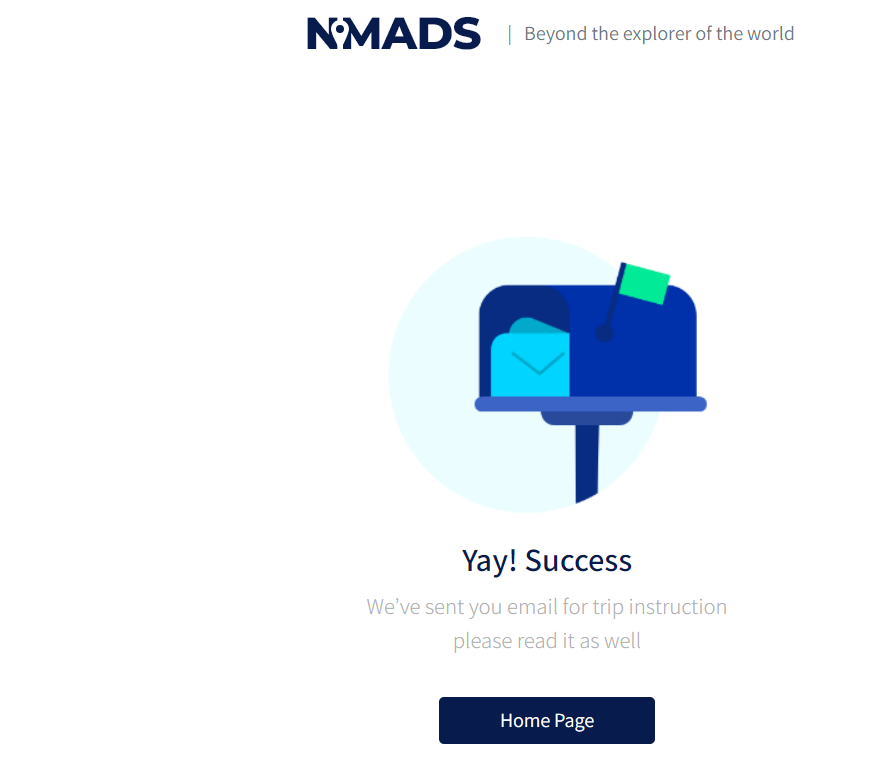 NOMADS | Beyond the explorer of the world
Yay! Success
We’ve sent you email for trip instruction
please read it as well
Home Page